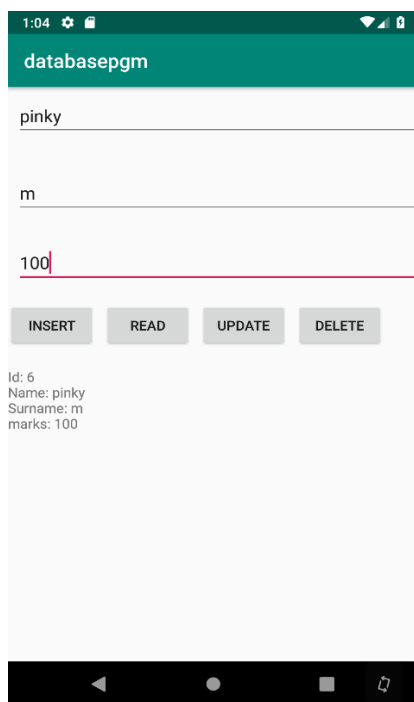 1:04
databasepgm
pinky
m
100
INSERT READ UPDATE DELETE
Id: 6
Name: pinky
Surname: m
marks: 100